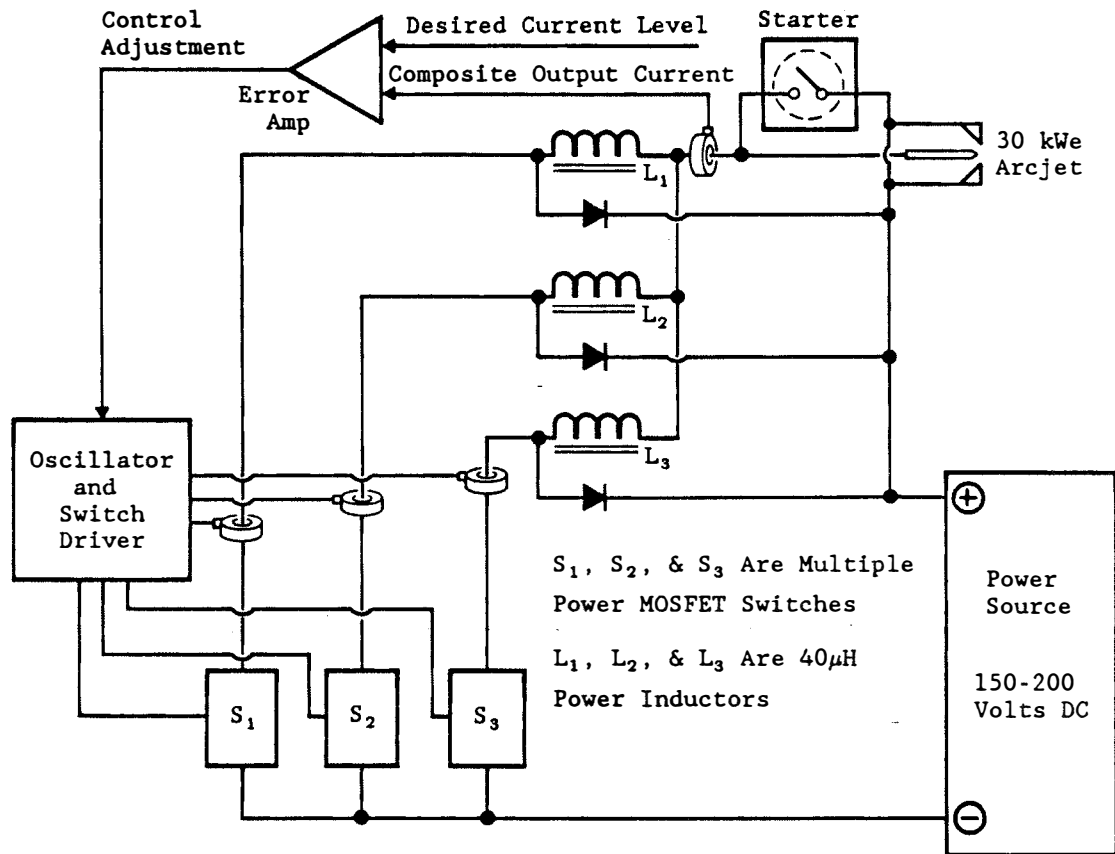 Control
Adjustment
Desired Current Level
Starter
Composite Output Current
Error
Amp
30 kWe
Arcjet
L₁
L₂
L₃
Oscillator
and
Switch
Driver
S₁, S₂, & S₃ Are Multiple
Power MOSFET Switches
L₁, L₂, & L₃ Are 40μH
Power Inductors
+
Power
Source
150-200
Volts DC
−
S₁
S₂
S₃